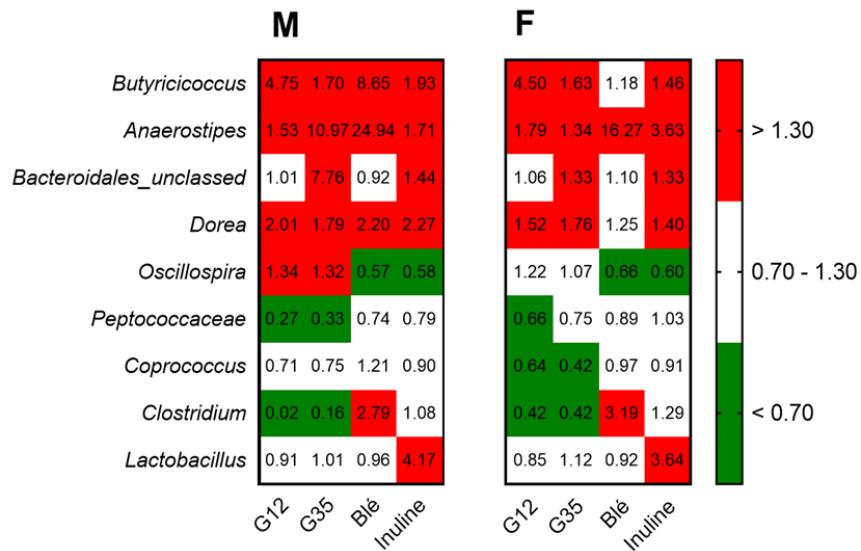 M F
Butyricicoccus 4.75 1.70 8.65 1.93 4.50 1.63 1.18 1.46
> 1.30
Anaerostipes 1.53 10.97 24.94 1.71 1.79 1.34 16.27 3.63
Bacteroidales_unclassed 1.01 7.76 0.92 1.44 1.06 1.33 1.10 1.33
Dorea 2.01 1.79 2.20 2.27 1.52 1.76 1.25 1.40
Oscillospira 1.34 1.32 0.57 0.58 1.22 1.07 0.66 0.60
0.70 - 1.30
Peptococcaceae 0.27 0.33 0.74 0.79 0.66 0.75 0.89 1.03
Coprococcus 0.71 0.75 1.21 0.90 0.64 0.42 0.97 0.91
Clostridium 0.02 0.16 2.79 1.08 0.42 0.42 3.19 1.29
< 0.70
Lactobacillus 0.91 1.01 0.96 4.17 0.85 1.12 0.92 3.64
G12 G35 Blé Inuline G12 G35 Blé Inuline